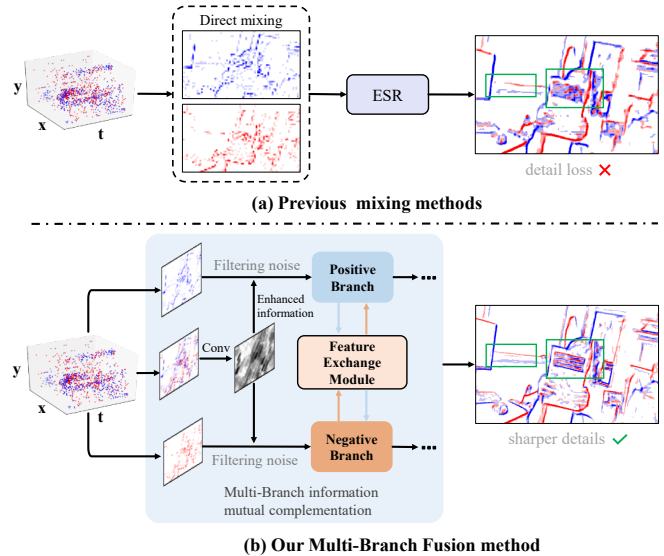 Direct mixing
y
x
t
ESR
detail loss
(a) Previous mixing methods
Filtering noise
Positive
Branch
...
Enhanced
information
Conv
y
x
t
Feature
Exchange
Module
Filtering noise
Negative
Branch
...
sharper details
Multi-Branch information
mutual complementation
(b) Our Multi-Branch Fusion method